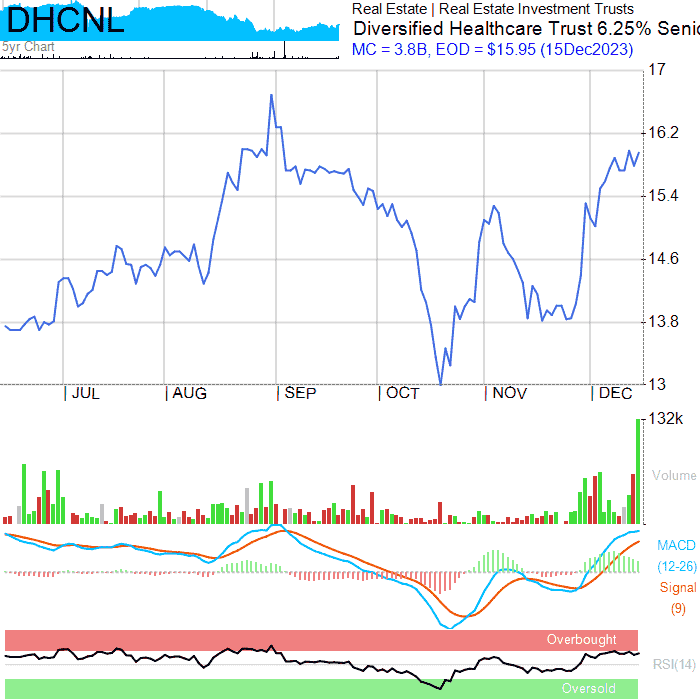 DHCNL
5yr Chart
Real Estate | Real Estate Investment Trusts
Diversified Healthcare Trust 6.25% Senio
MC = 3.8B, EOD = $15.95 (15Dec2023)
17
16.2
15.4
14.6
13.8
13
JUL AUG SEP OCT NOV DEC
132k
Volume
MACD
(12-26)
Signal
(9)
Overbought
RSI(14)
Oversold